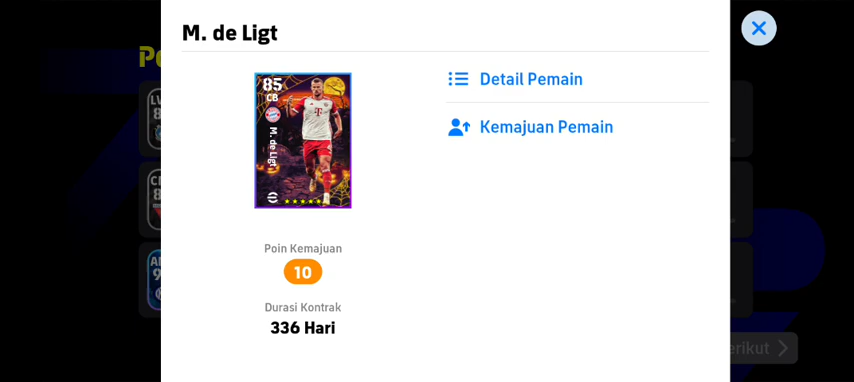 M. de Ligt
85
CB
M. de Ligt
Detail Pemain
Kemajuan Pemain
Poin Kemajuan
10
Durasi Kontrak
336 Hari
erikut